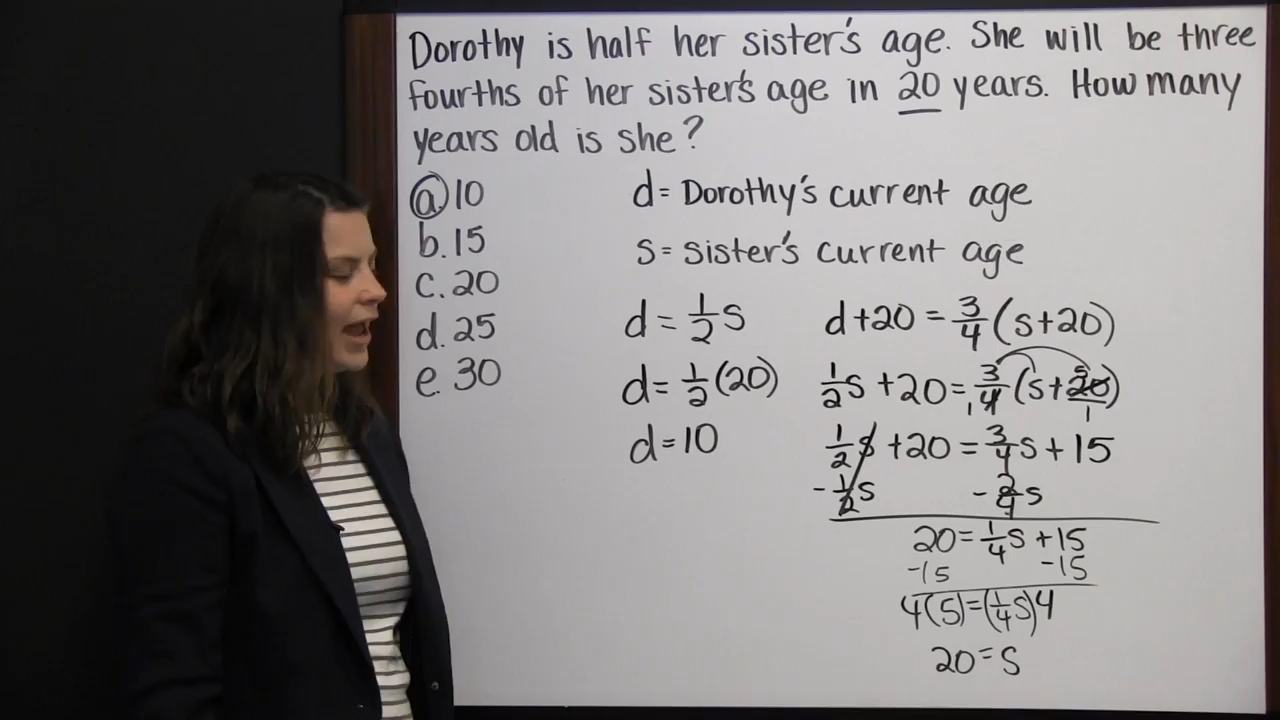 Dorothy is half her sister's age. She will be three
fourths of her sister's age in 20 years. How many
years old is she?
a. 10
b. 15
c. 20
d. 25
e. 30
d = Dorothy's current age
s = sister's current age
d = 1/2 s
d = 1/2 (20)
d = 10
d + 20 = 3/4 (s + 20)
1/2 s + 20 = 3/4 (s + 20) 1 5 1
1/2 s + 20 = 3/4 s + 15
- 1/2 s - 2/4 s
20 = 1/4 s + 15
-15 -15
4(5) = (1/4 s) 4
20 = s